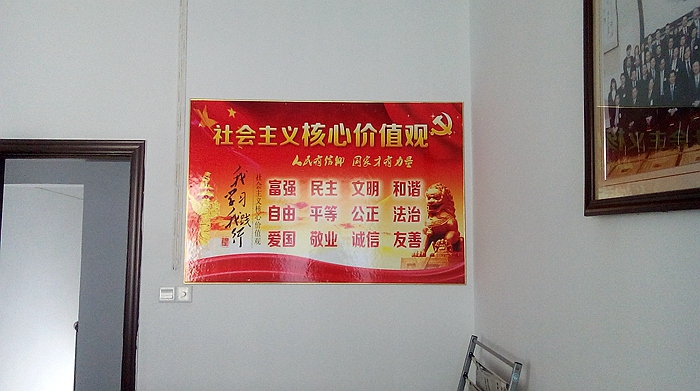 社会主义核心价值观
人民有信仰 国家才有力量
我学习 我践行
社会主义核心价值观
富强 民主 文明 和谐
自由 平等 公正 法治
爱国 敬业 诚信 友善